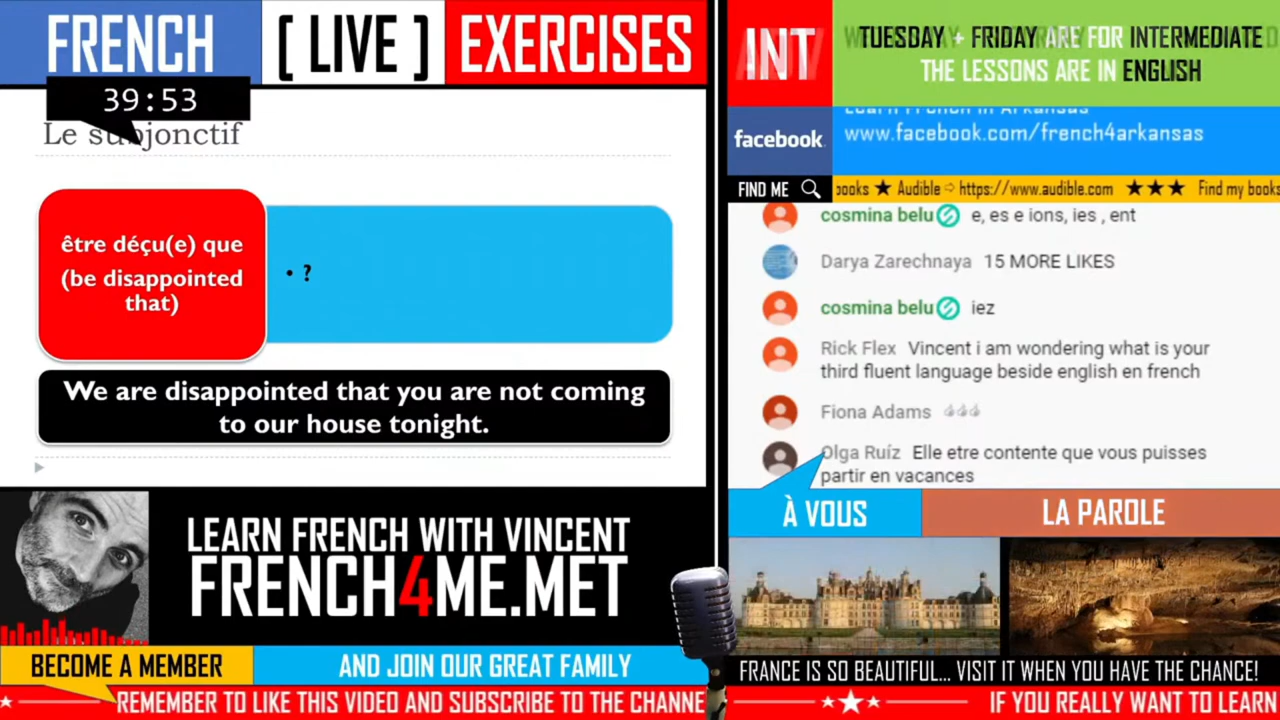 FRENCH
[ LIVE ]
EXERCISES
39:53
Le subjonctif
être déçu(e) que
(be disappointed
that)
• ?
We are disappointed that you are not coming
to our house tonight.
LEARN FRENCH WITH VINCENT
FRENCH4ME.MET
BECOME A MEMBER
AND JOIN OUR GREAT FAMILY
REMEMBER TO LIKE THIS VIDEO AND SUBSCRIBE TO THE CHANNE
INT
TUESDAY + FRIDAY ARE FOR INTERMEDIATE
THE LESSONS ARE IN ENGLISH
facebook.
Learn French in Arkansas
www.facebook.com/french4arkansas
FIND ME
books ★ Audible ⇨ https://www.audible.com ★★★ Find my books
cosmina belu e, es e ions, ies , ent
Darya Zarechnaya 15 MORE LIKES
cosmina belu iez
Rick Flex Vincent i am wondering what is your
third fluent language beside english en french
Fiona Adams
Olga Ruíz Elle etre contente que vous puisses
partir en vacances
À VOUS
LA PAROLE
FRANCE IS SO BEAUTIFUL... VISIT IT WHEN YOU HAVE THE CHANCE!
IF YOU REALLY WANT TO LEARN